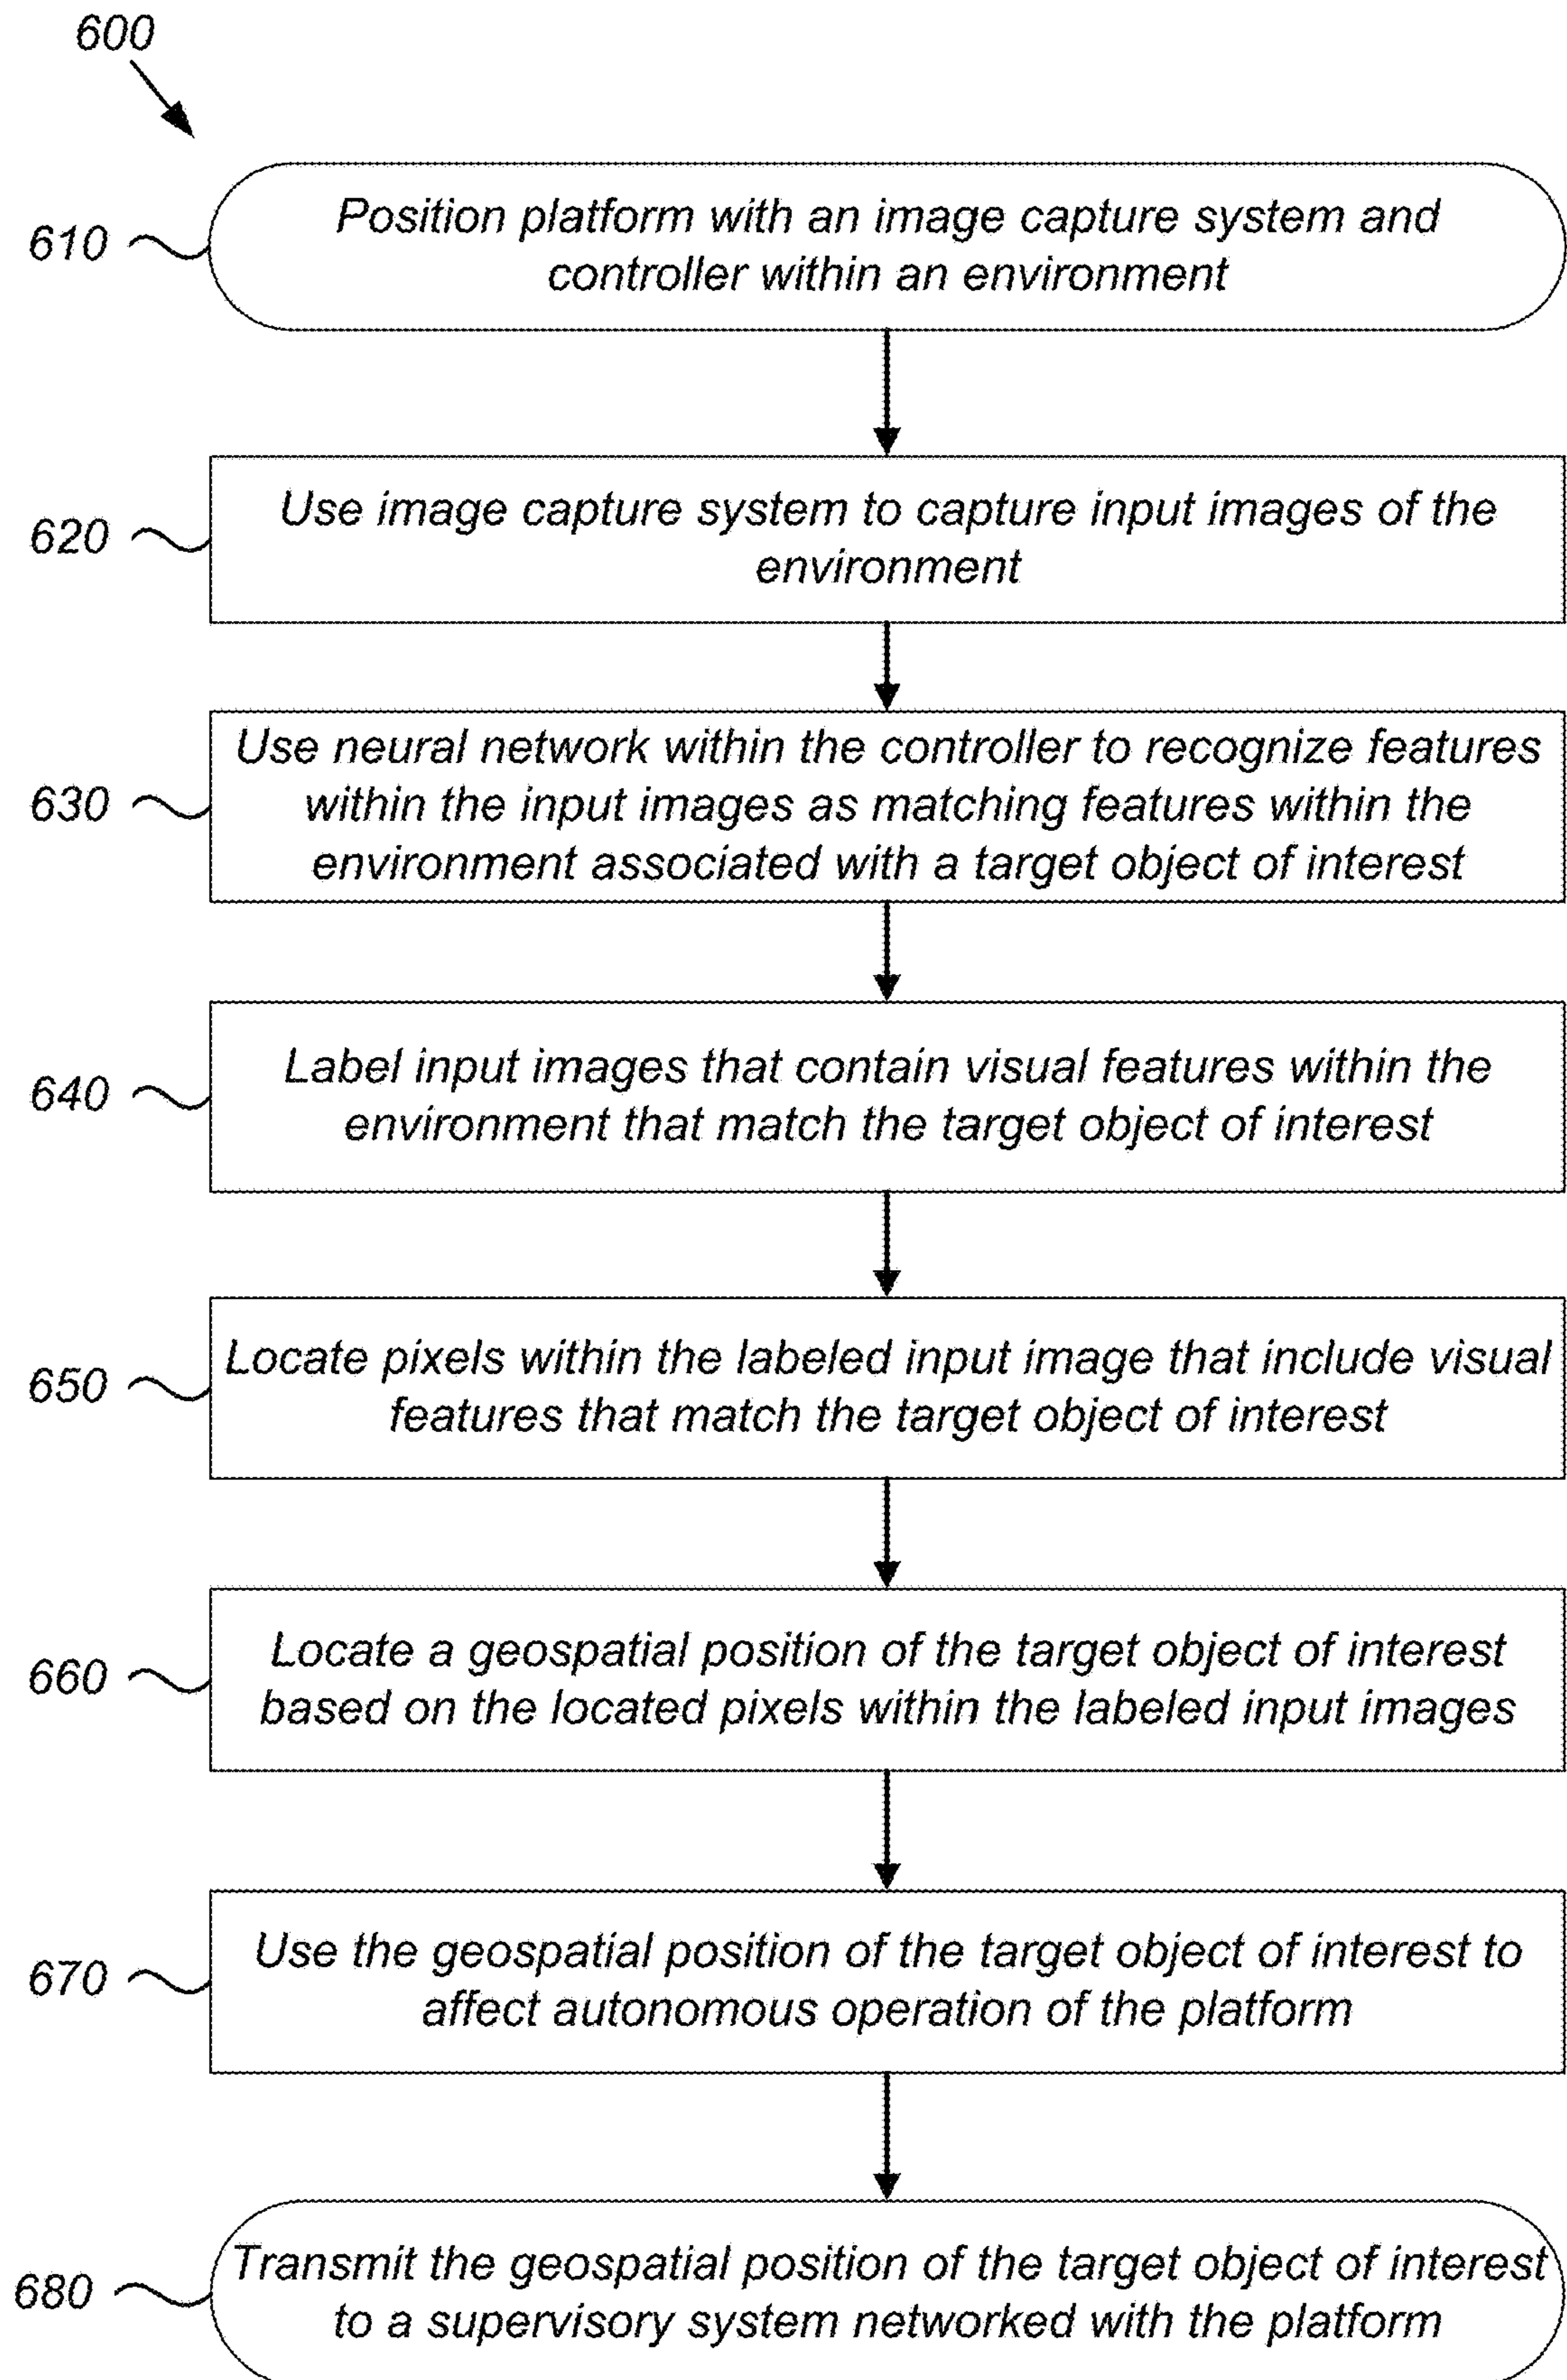 600
610
Position platform with an image capture system and
controller within an environment
620
Use image capture system to capture input images of the
environment
630
Use neural network within the controller to recognize features
within the input images as matching features within the
environment associated with a target object of interest
640
Label input images that contain visual features within the
environment that match the target object of interest
650
Locate pixels within the labeled input image that include visual
features that match the target object of interest
660
Locate a geospatial position of the target object of interest
based on the located pixels within the labeled input images
670
Use the geospatial position of the target object of interest to
affect autonomous operation of the platform
680
Transmit the geospatial position of the target object of interest
to a supervisory system networked with the platform